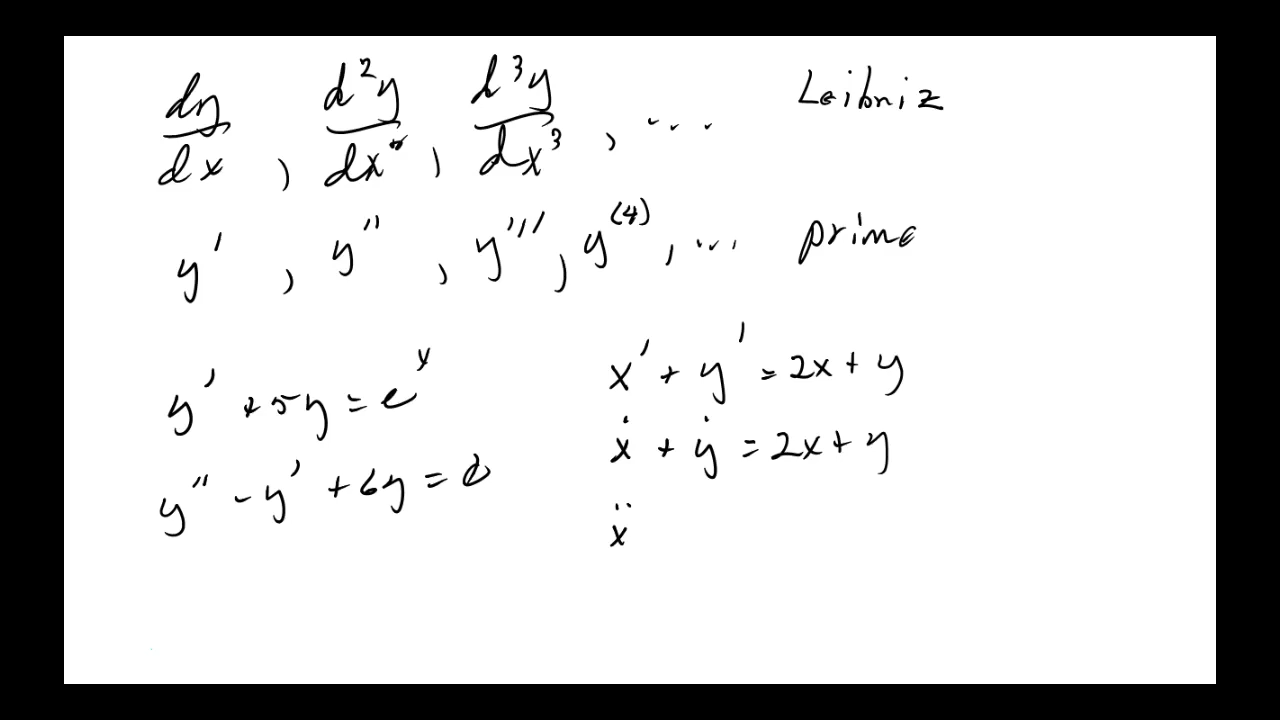 dy/dx , d²y/dx² , d³y/dx³ , ... Leibniz
y' , y'' , y''' , y⁽⁴⁾ , ... prime
y' + 5y = eˣ
y'' - y' + 6y = 0
x' + y' = 2x + y
ẋ + ẏ = 2x + y
ẍ